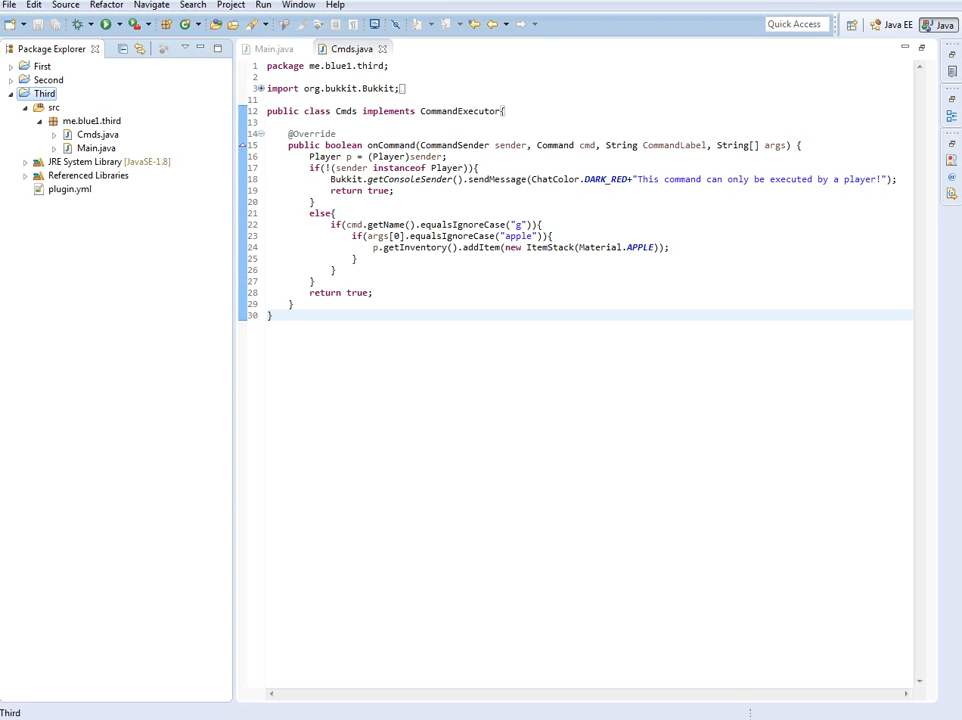 File Edit Source Refactor Navigate Search Project Run Window Help
Quick Access
Java EE
Java
Package Explorer
First
Second
Third
src
me.blue1.third
Cmds.java
Main.java
JRE System Library [JavaSE-1.8]
Referenced Libraries
plugin.yml
Main.java
Cmds.java
1 package me.blue1.third;
2
3 import org.bukkit.Bukkit;
11
12 public class Cmds implements CommandExecutor{
13
14 @Override
15 public boolean onCommand(CommandSender sender, Command cmd, String CommandLabel, String[] args) {
16 Player p = (Player)sender;
17 if(!(sender instanceof Player)){
18 Bukkit.getConsoleSender().sendMessage(ChatColor.DARK_RED+"This command can only be executed by a player!");
19 return true;
20 }
21 else{
22 if(cmd.getName().equalsIgnoreCase("g")){
23 if(args[0].equalsIgnoreCase("apple")){
24 p.getInventory().addItem(new ItemStack(Material.APPLE));
25 }
26 }
27 }
28 return true;
29 }
30 }
Third